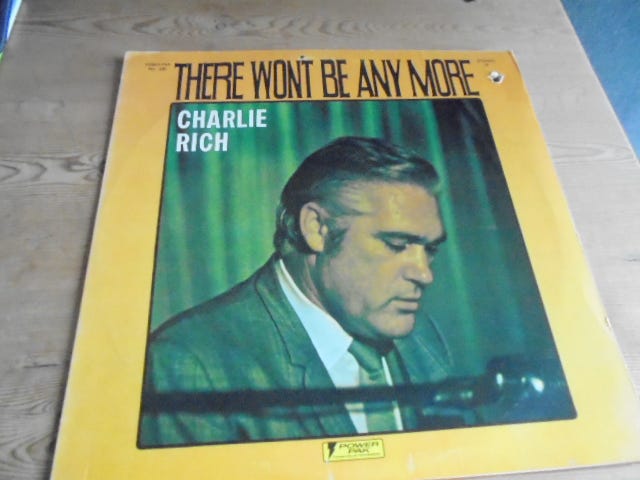 THERE WON'T BE ANY MORE
CHARLIE
RICH
POWER
PAK